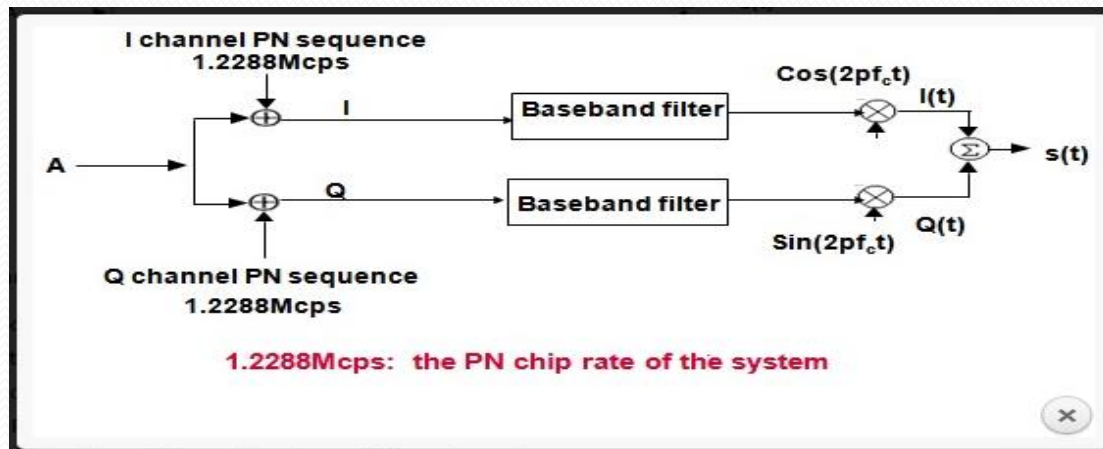 I channel PN sequence
1.2288Mcps
Cos(2pfct)
I
Baseband filter
I(t)
A
Σ
s(t)
Q
Baseband filter
Q(t)
Sin(2pfct)
Q channel PN sequence
1.2288Mcps
1.2288Mcps: the PN chip rate of the system